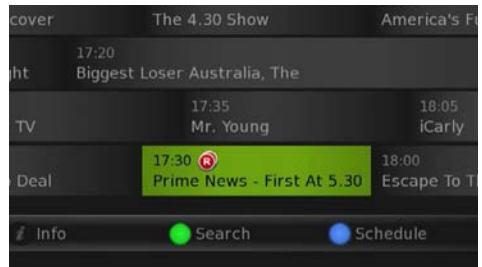 cover The 4.30 Show America's Fu
17:20
ght Biggest Loser Australia, The
17:35 18:05
TV Mr. Young iCarly
17:30 R 18:00
Deal Prime News - First At 5.30 Escape To Th
i Info Search Schedule